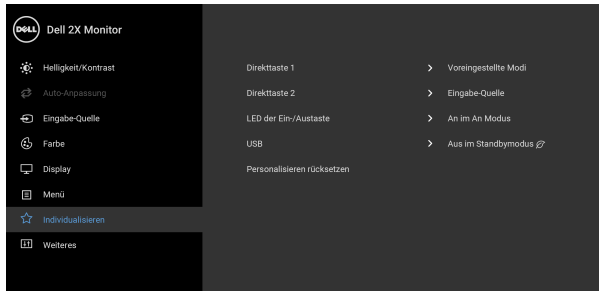 DELL Dell 2X Monitor
Helligkeit/Kontrast
Auto-Anpassung
Eingabe-Quelle
Farbe
Display
Menü
Individualisieren
Weiteres
Direkttaste 1 Voreingestellte Modi
Direkttaste 2 Eingabe-Quelle
LED der Ein-/Austaste An im An Modus
USB Aus im Standbymodus
Personalisieren rücksetzen